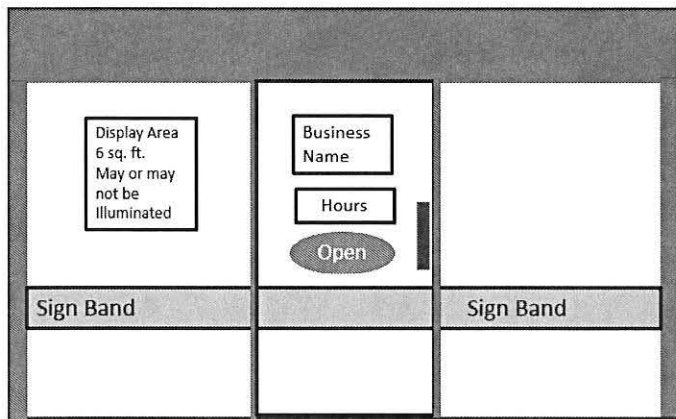 Display Area
6 sq. ft.
May or may
not be
Illuminated
Business
Name
Hours
Open
Sign Band
Sign Band